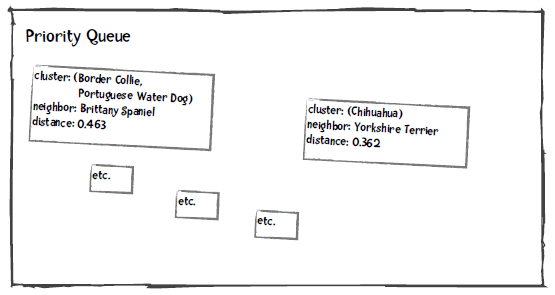 Priority Queue
cluster: (Border Collie,
Portuguese Water Dog)
neighbor: Brittany Spaniel
distance: 0.463
cluster: (Chihuahua)
neighbor: Yorkshire Terrier
distance: 0.362
etc.
etc.
etc.